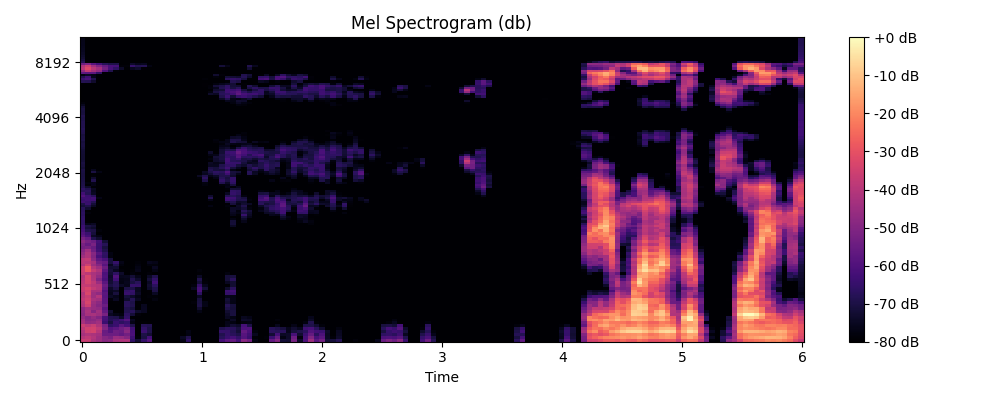 Mel Spectrogram (db)
8192
4096
2048
1024
512
0
Hz
0 1 2 3 4 5 6
Time
+0 dB
-10 dB
-20 dB
-30 dB
-40 dB
-50 dB
-60 dB
-70 dB
-80 dB